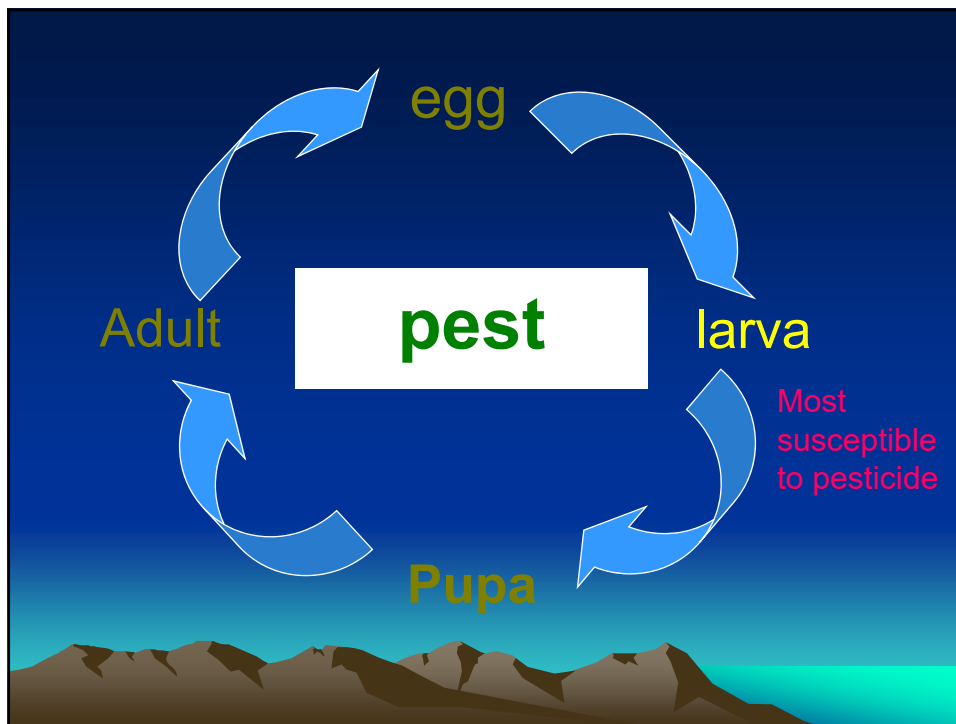 egg
Adult
pest
larva
Most
susceptible
to pesticide
Pupa